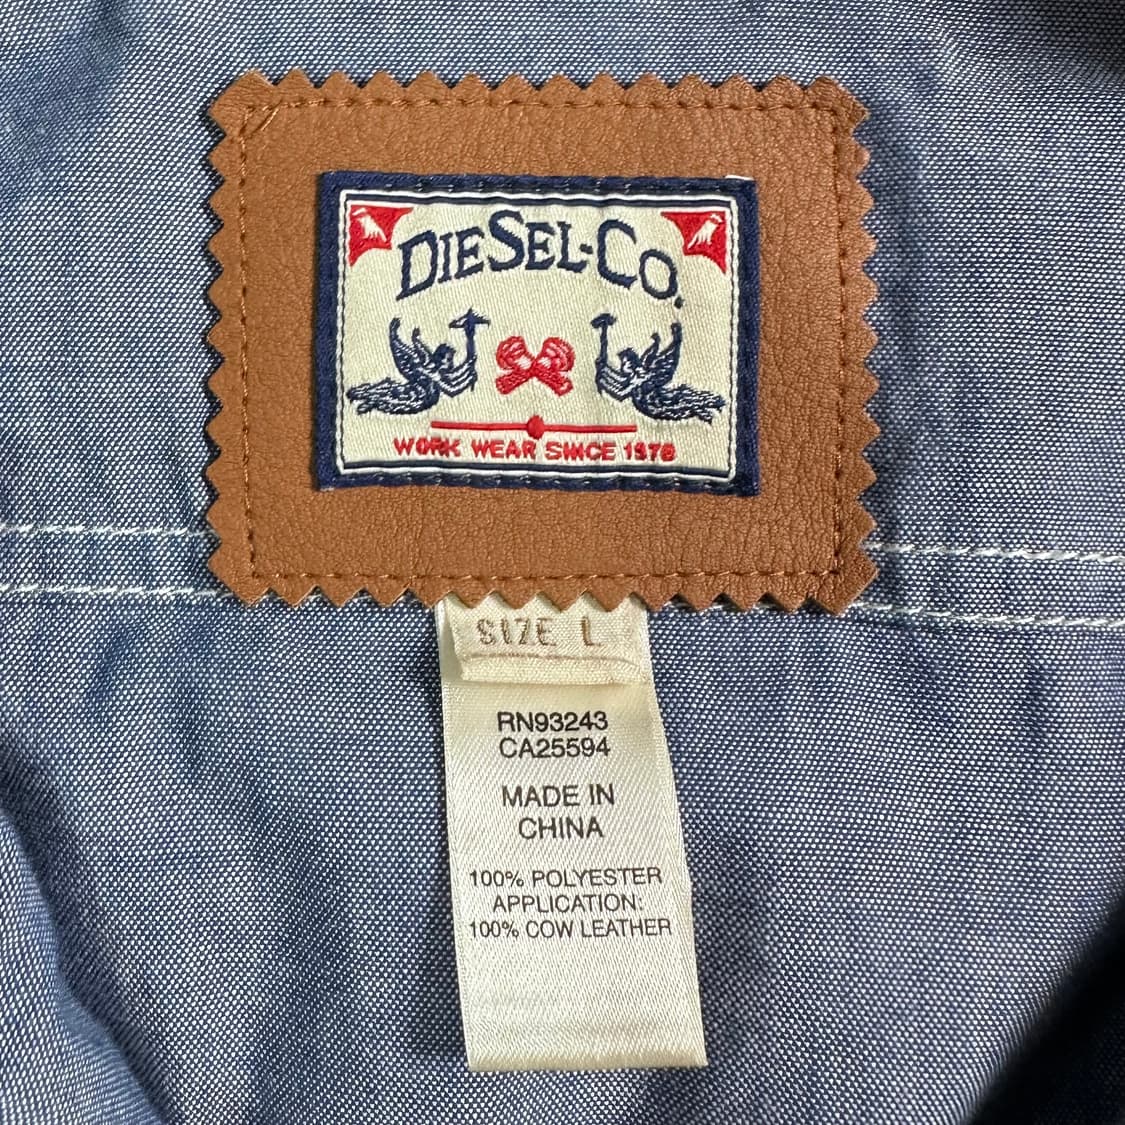 DIESEL-CO.
WORK WEAR SINCE 1978
SIZE L
RN93243
CA25594
MADE IN
CHINA
100% POLYESTER
APPLICATION:
100% COW LEATHER